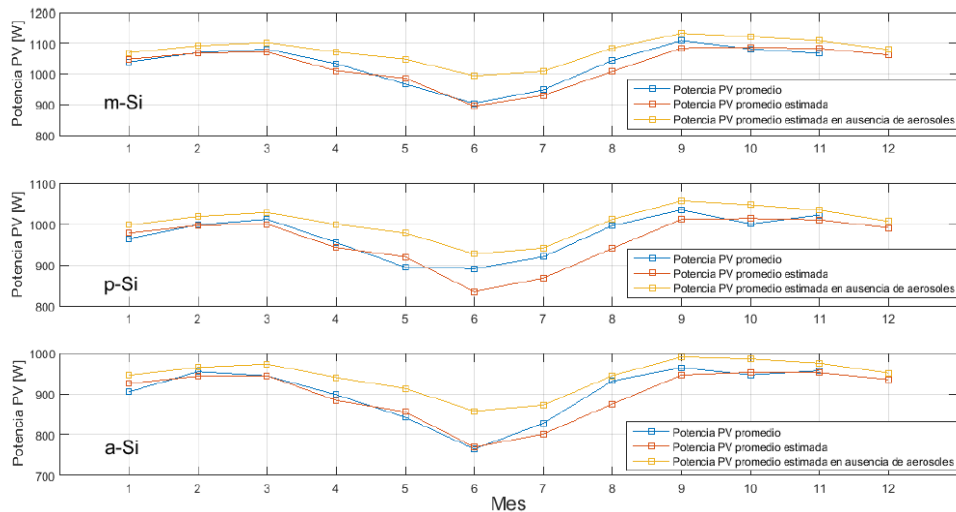 Potencia PV [W]
1200
1100
1000
900
800
m-Si
Potencia PV promedio
Potencia PV promedio estimada
Potencia PV promedio estimada en ausencia de aerosoles
1 2 3 4 5 6 7 8 9 10 11 12
Potencia PV [W]
1100
1000
900
800
p-Si
Potencia PV promedio
Potencia PV promedio estimada
Potencia PV promedio estimada en ausencia de aerosoles
1 2 3 4 5 6 7 8 9 10 11 12
Potencia PV [W]
1000
900
800
700
a-Si
Potencia PV promedio
Potencia PV promedio estimada
Potencia PV promedio estimada en ausencia de aerosoles
1 2 3 4 5 6 7 8 9 10 11 12
Mes